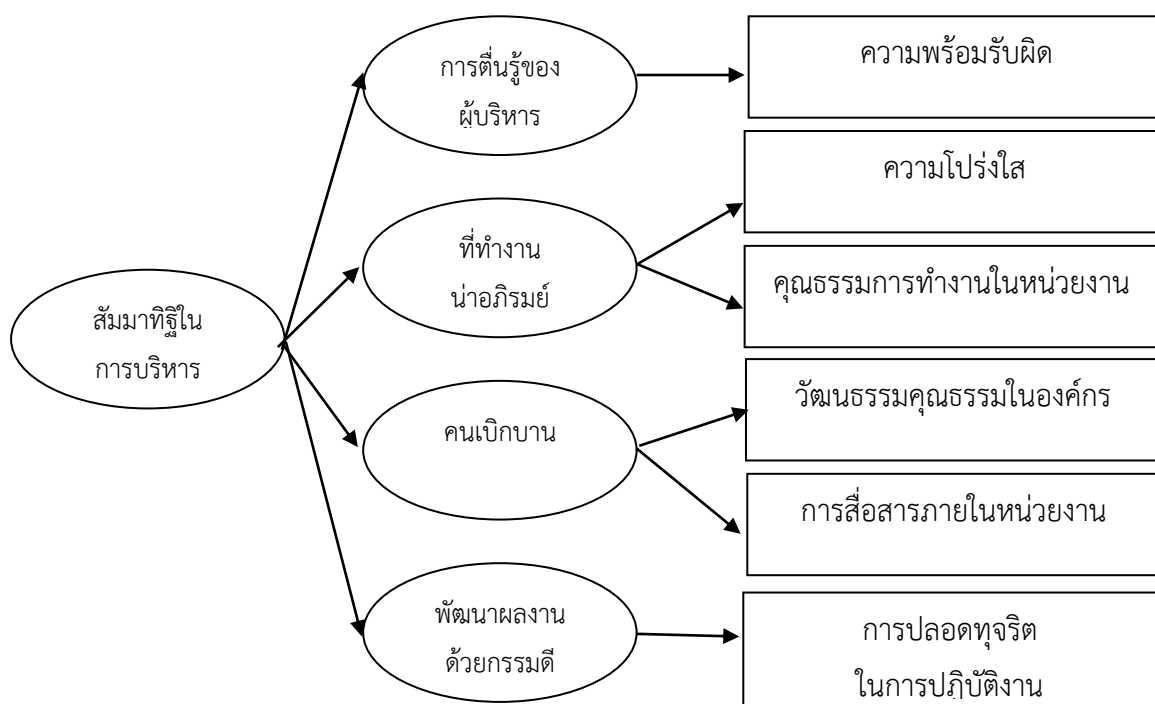 การตื่นรู้ของ
ผู้บริหาร
ความพร้อมรับผิด
ที่ทำงาน
น่าอภิรมย์
ความโปร่งใส
คุณธรรมการทำงานในหน่วยงาน
สัมมาทิฐิใน
การบริหาร
คนเบิกบาน
วัฒนธรรมคุณธรรมในองค์กร
การสื่อสารภายในหน่วยงาน
พัฒนาผลงาน
ด้วยกรรมดี
การปลอดทุจริต
ในการปฏิบัติงาน